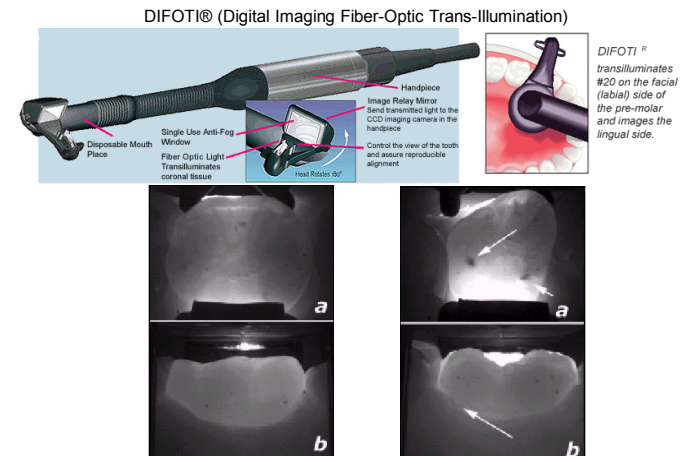 DIFOTI® (Digital Imaging Fiber-Optic Trans-Illumination)
Handpiece
Image Relay Mirror
Send transmitted light to the
CCD imaging camera in the
handpiece
Control the view of the tooth
and assure reproducible
alignment
Single Use Anti-Fog
Window
Fiber Optic Light
Transilluminates
coronal tissue
Disposable Mouth
Place
Head Rotates 180°
DIFOTI R
transilluminates
#20 on the facial
(labial) side of
the pre-molar
and images the
lingual side.
a
a
b
b